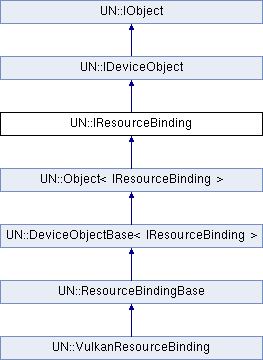 UN::IObject
UN::IDeviceObject
UN::IResourceBinding
UN::Object< IResourceBinding >
UN::DeviceObjectBase< IResourceBinding >
UN::ResourceBindingBase
UN::VulkanResourceBinding